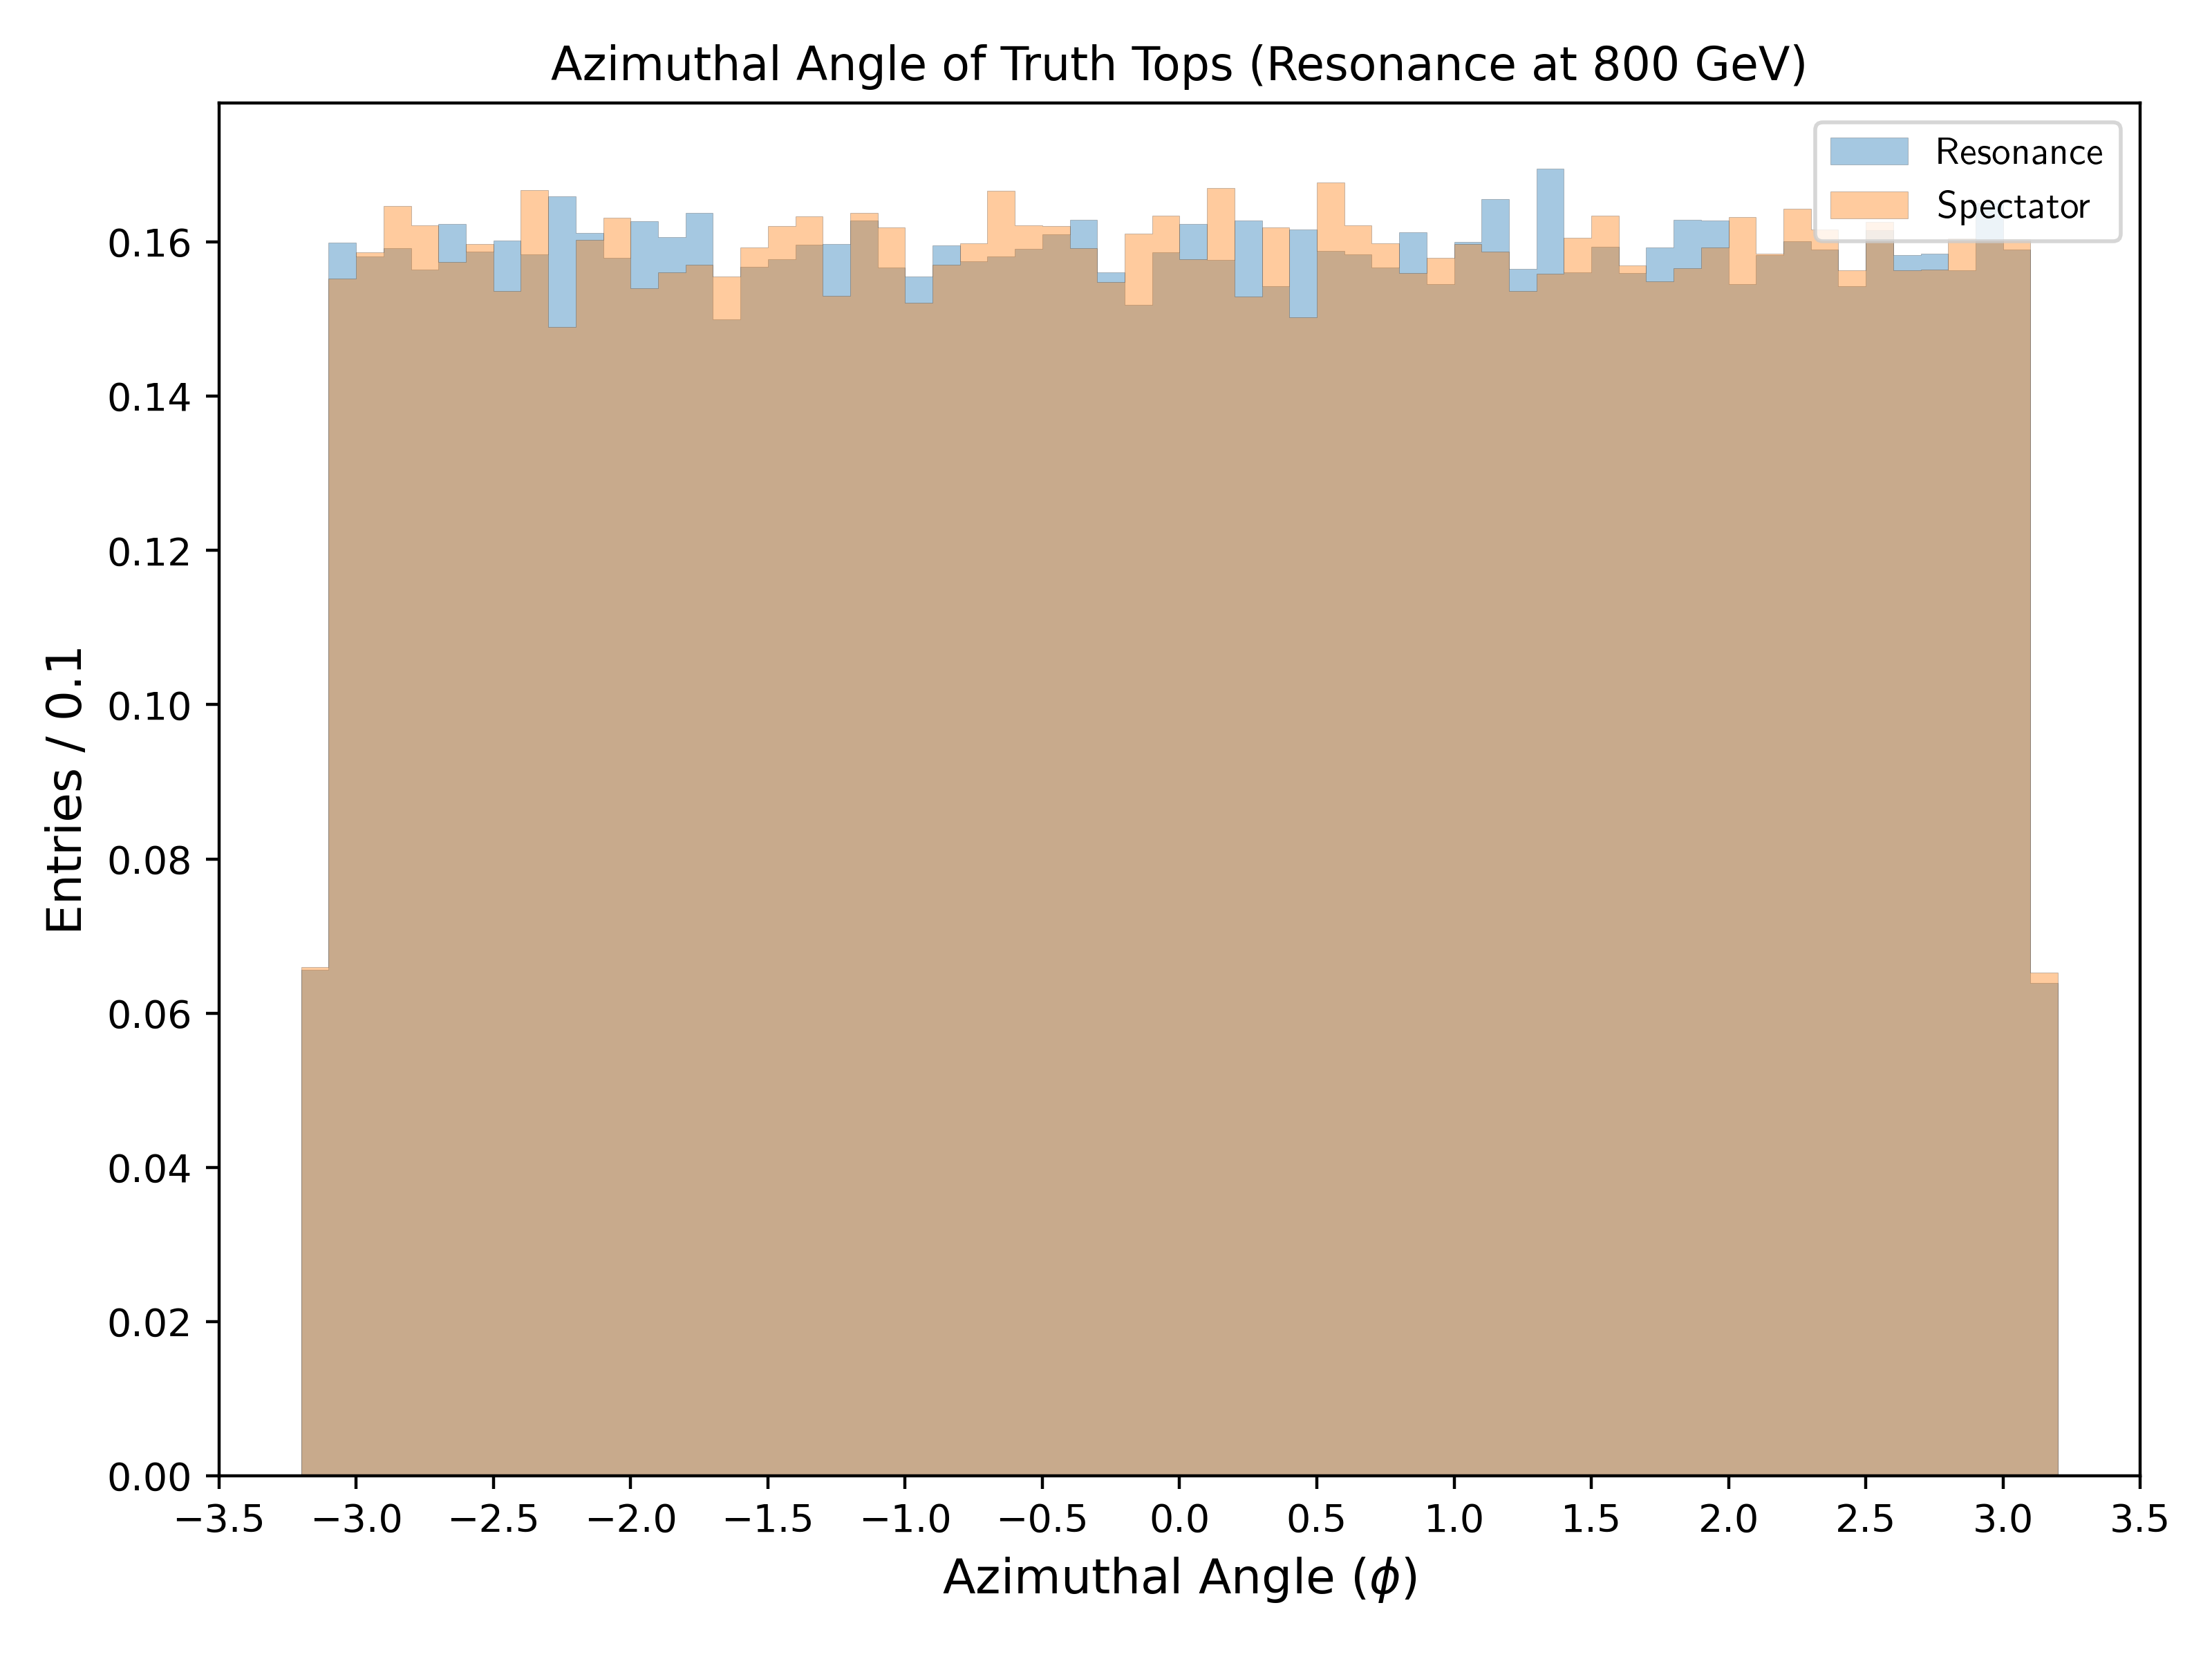 Azimuthal Angle of Truth Tops (Resonance at 800 GeV)
Resonance
Spectator
Entries / 0.1
0.16
0.14
0.12
0.10
0.08
0.06
0.04
0.02
0.00
−3.5 −3.0 −2.5 −2.0 −1.5 −1.0 −0.5 0.0 0.5 1.0 1.5 2.0 2.5 3.0 3.5
Azimuthal Angle (ϕ)